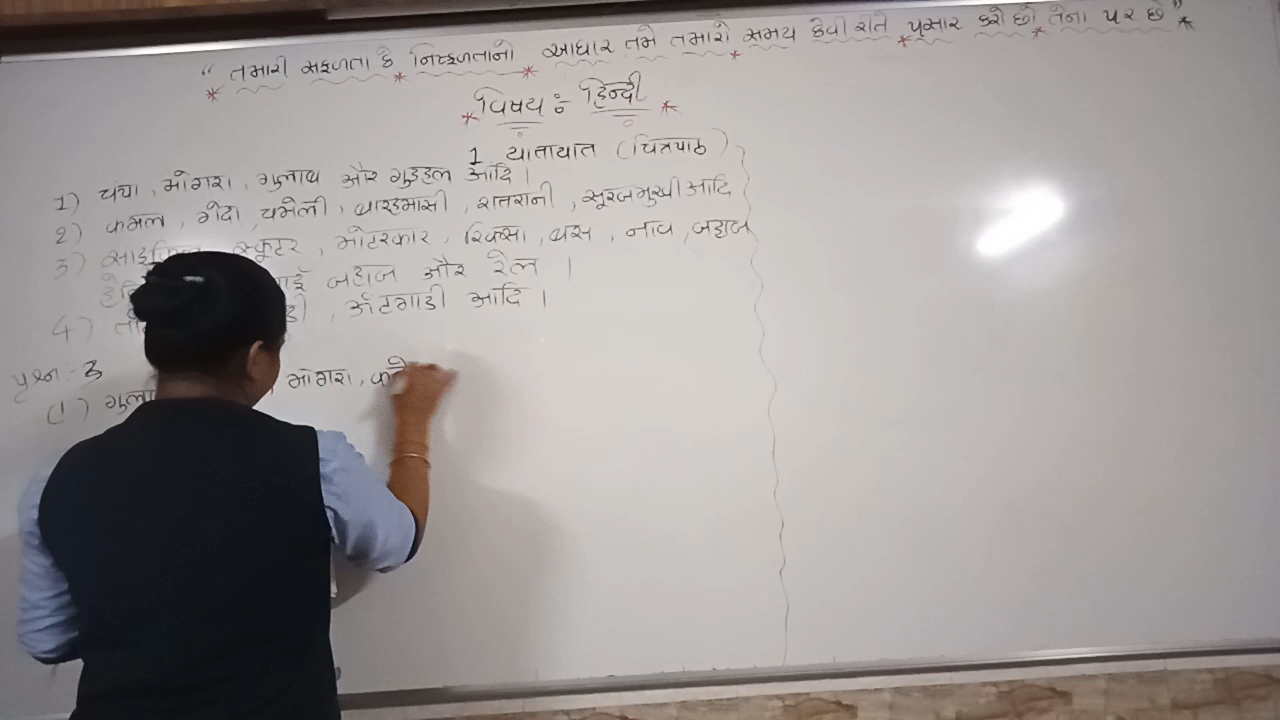 “ તમારી સફળતા કે નિષ્ફળતાનો આધાર તમે તમારો સમય કેવી રીતે પસાર કરો છો તેના પર છે ”
विषय : हिन्दी
1 यातायात (चित्रपाठ)
1) चंपा, मोगरा, गुलाब और गुड़हल आदि।
2) कमल, गेंदा, चमेली, बारहमासी, रातरानी, सूरजमुखी आदि
3) स्कूटर, मोटरकार, रिक्सा, बस, नाव, जहाज
जहाज और रेल।
4) ऊँटगाडी आदि।
प्रश्न - 3
(1) मोगरा,